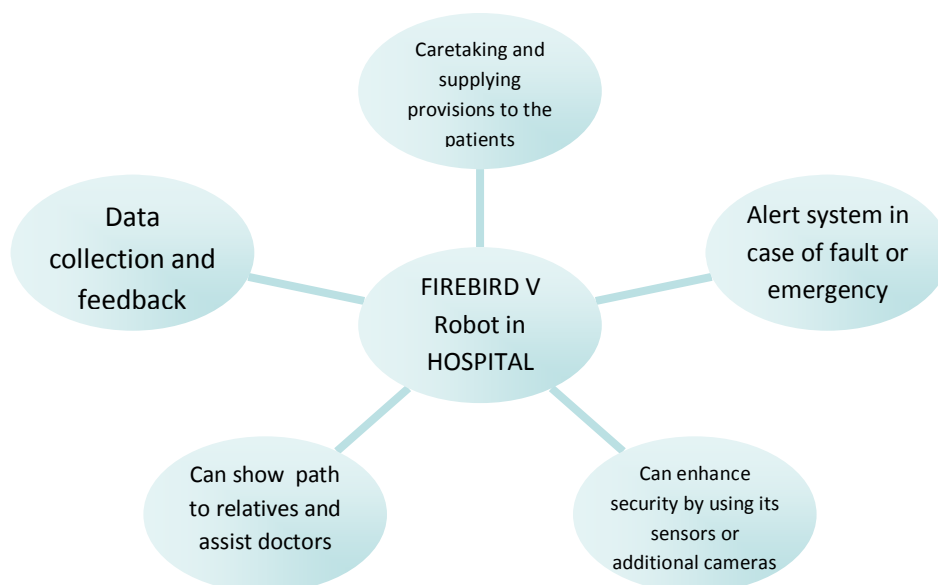 Caretaking and
supplying
provisions to the
patients
Data
collection and
feedback
Alert system in
case of fault or
emergency
FIREBIRD V
Robot in
HOSPITAL
Can show path
to relatives and
assist doctors
Can enhance
security by using its
sensors or
additional cameras